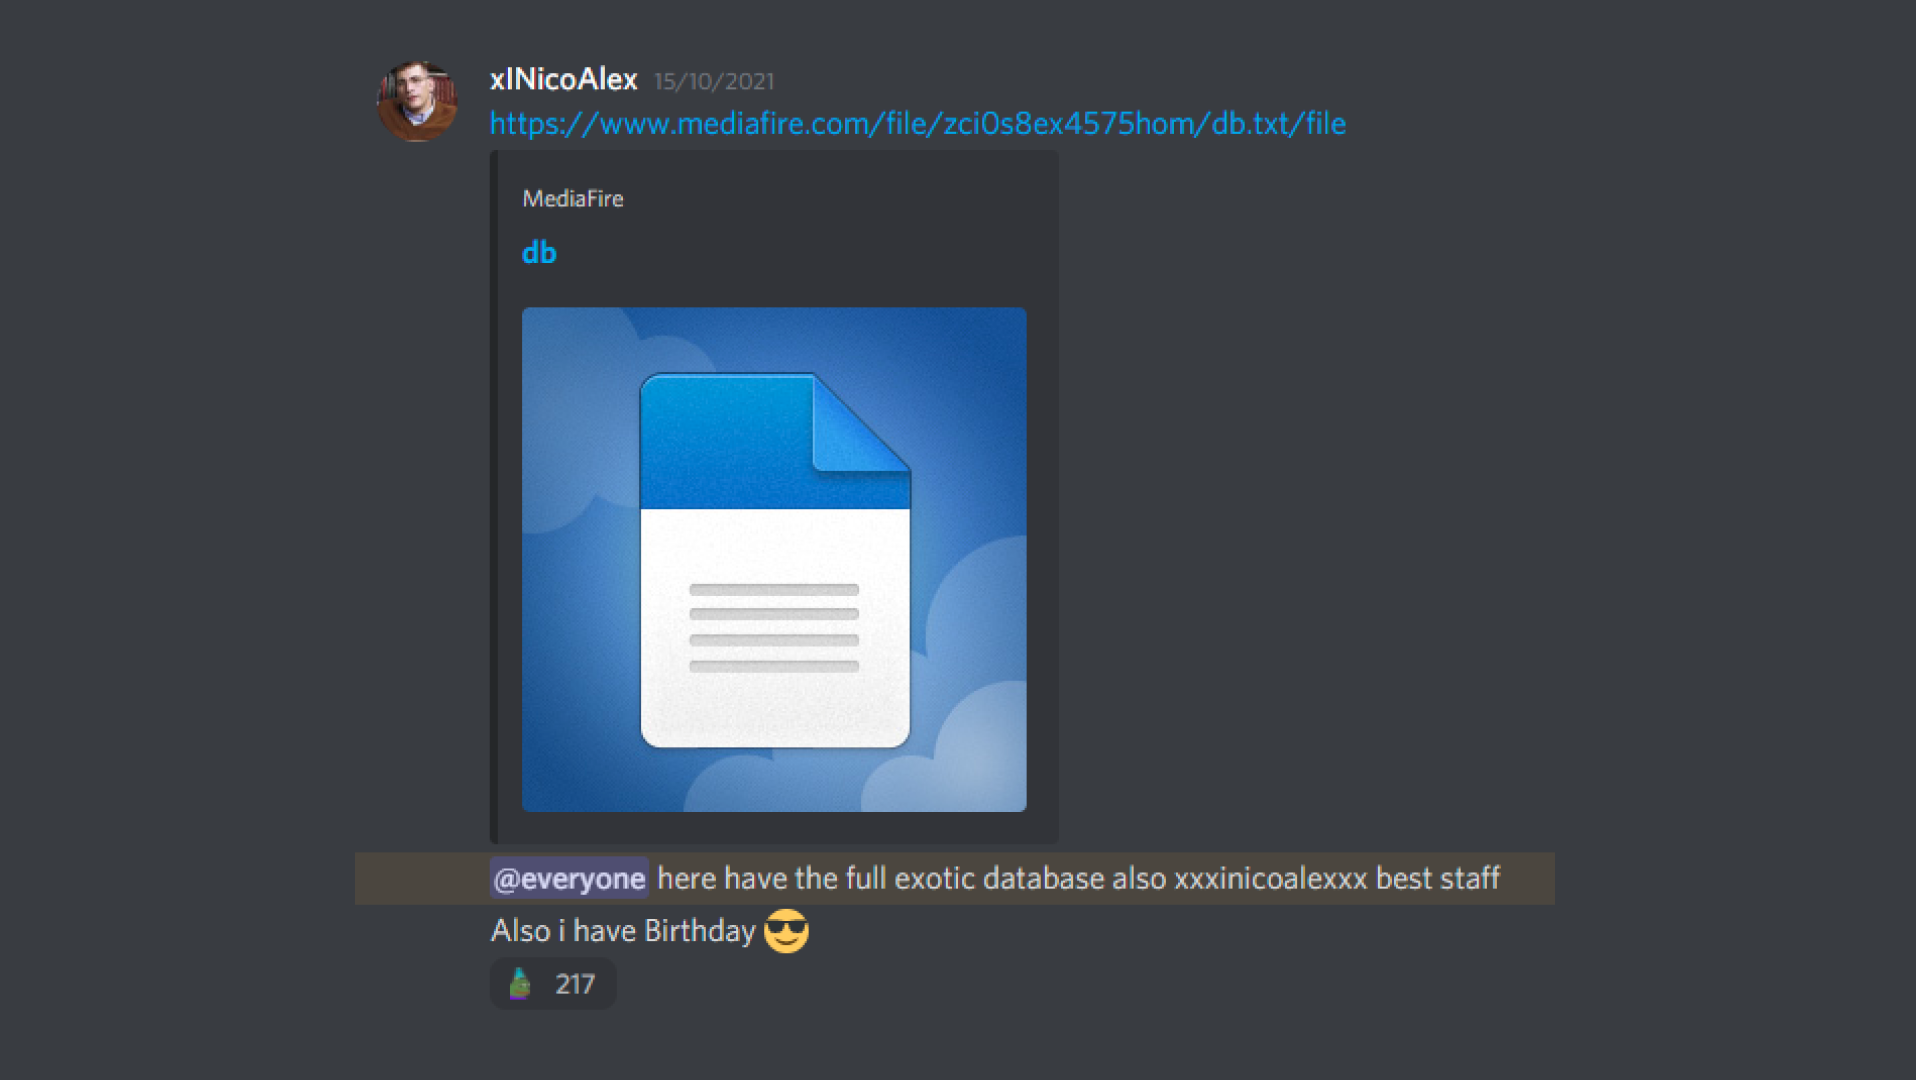 xINicoAlex 15/10/2021
https://www.mediafire.com/file/zci0s8ex4575hom/db.txt/file
MediaFire
db
@everyone here have the full exotic database also xxxinicoalexxx best staff
Also i have Birthday 😎
217